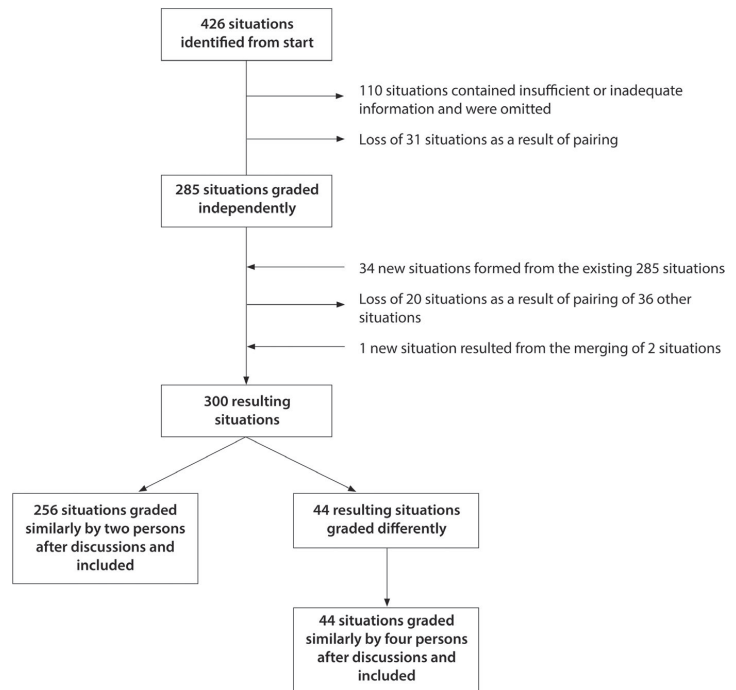 426 situations
identified from start
110 situations contained insufficient or inadequate
information and were omitted
Loss of 31 situations as a result of pairing
285 situations graded
independently
34 new situations formed from the existing 285 situations
Loss of 20 situations as a result of pairing of 36 other
situations
1 new situation resulted from the merging of 2 situations
300 resulting
situations
256 situations graded
similarly by two persons
after discussions and
included
44 resulting situations
graded differently
44 situations graded
similarly by four persons
after discussions and
included